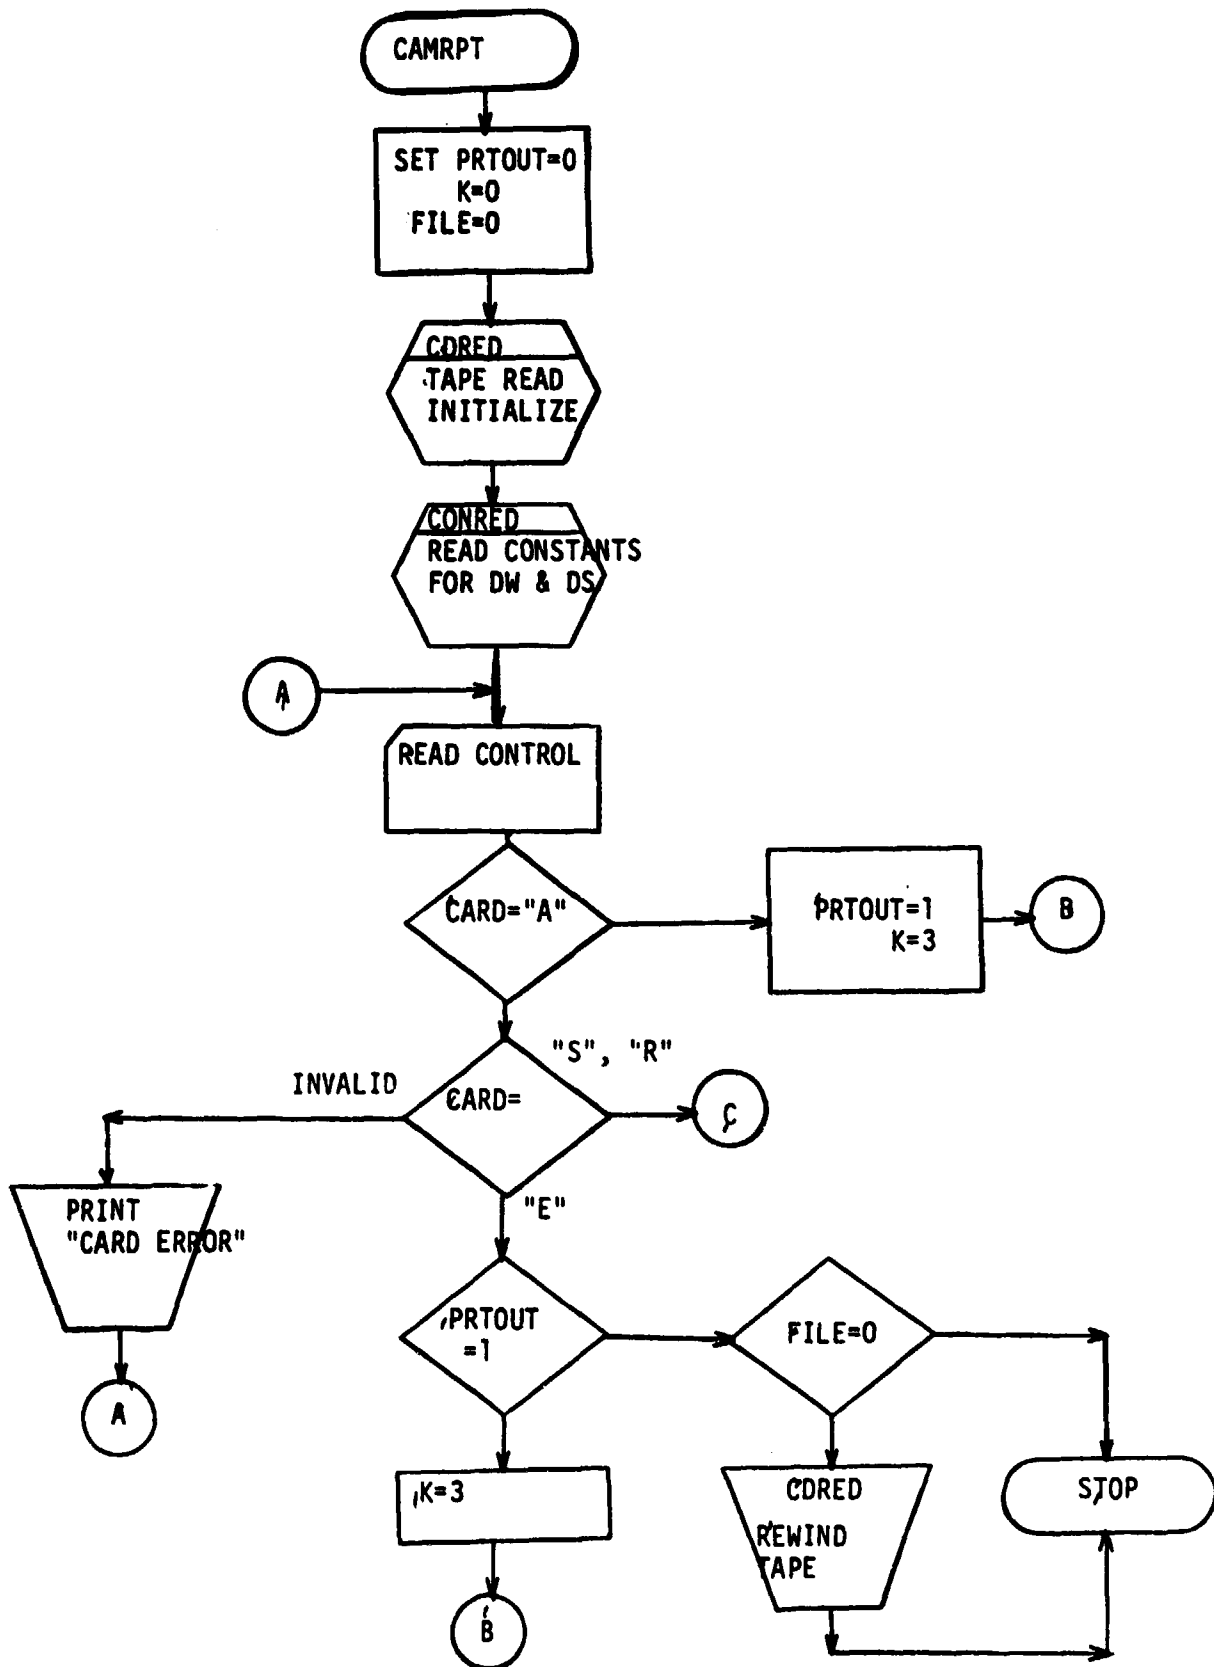 CAMRPT
SET PRTOUT=0
K=0
FILE=0
CDRED
TAPE READ
INITIALIZE
CONRED
READ CONSTANTS
FOR DW & DS
A
READ CONTROL
CARD="A"
PRTOUT=1
K=3
B
"S", "R"
INVALID
CARD=
C
"E"
PRINT
"CARD ERROR"
PRTOUT
=1
FILE=0
A
K=3
CDRED
REWIND
TAPE
STOP
B